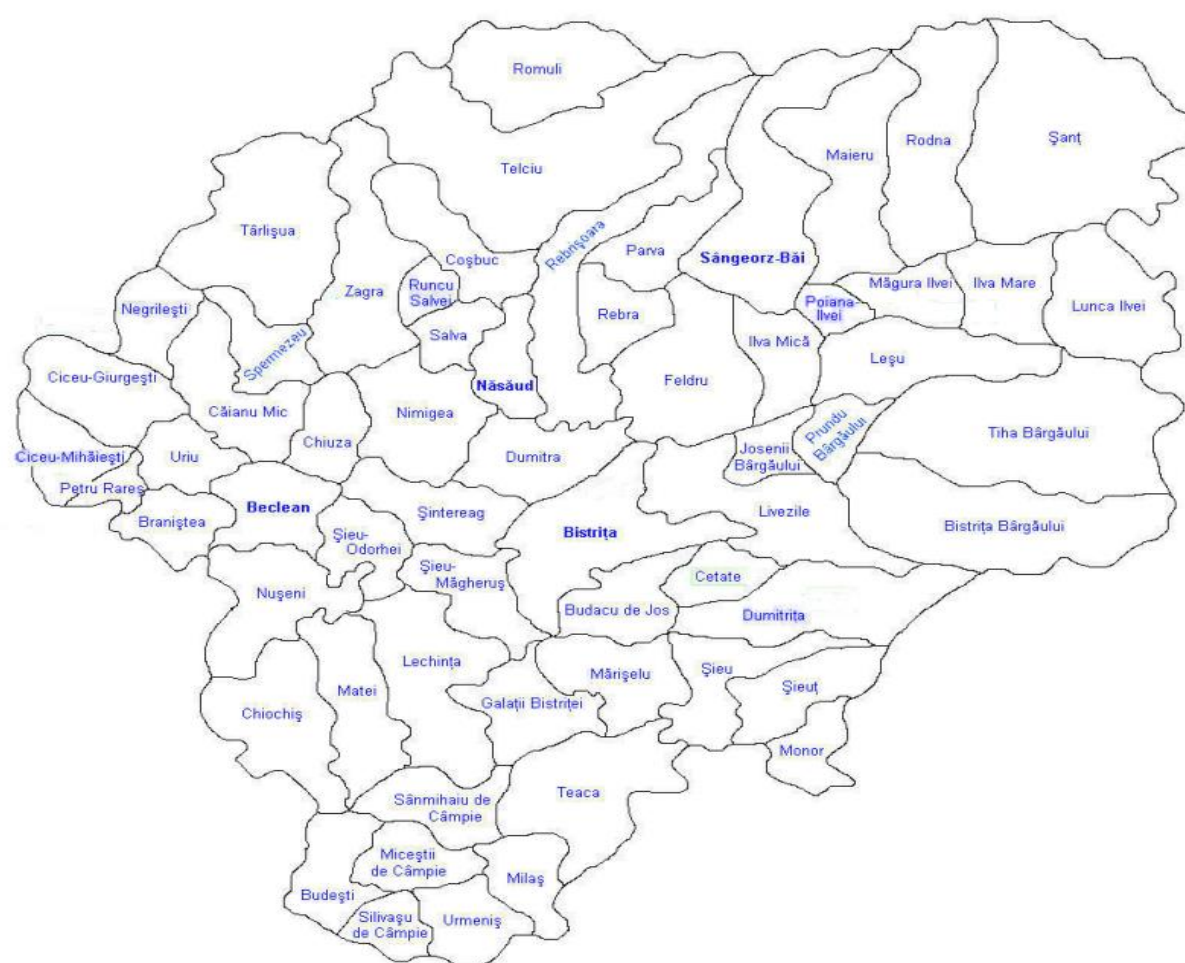 Romuli
Telciu
Maieru
Rodna
Şanţ
Târlişua
Rebrişoara
Parva
Sângeorz-Băi
Coşbuc
Zagra
Runcu
Salvei
Negrileşti
Măgura Ilvei
Ilva Mare
Poiana-
Ilvei
Lunca Ilvei
Rebra
Salva
Spermezeu
Ilva Mică
Leşu
Ciceu-Giurgeşti
Năsăud
Feldru
Căianu Mic
Nimigea
Chiuza
Prundu
Bârgăului
Tiha Bârgăului
Josenii
Bârgăului
Ciceu-Mihăieşti
Uriu
Dumitra
Petru Rareş
Beclean
Şintereag
Livezile
Braniştea
Bistriţa
Bistriţa Bârgăului
Şieu-
Odorhei
Şieu-
Măgheruş
Cetate
Nuşeni
Budacu de Jos
Dumitriţa
Lechinţa
Mărişelu
Şieu
Şieuţ
Matei
Galaţii Bistriţei
Chiochiş
Monor
Teaca
Sânmihaiu de
Câmpie
Miceştii
de Câmpie
Milaş
Budeşti
Silivaşu
de Câmpie
Urmeniş